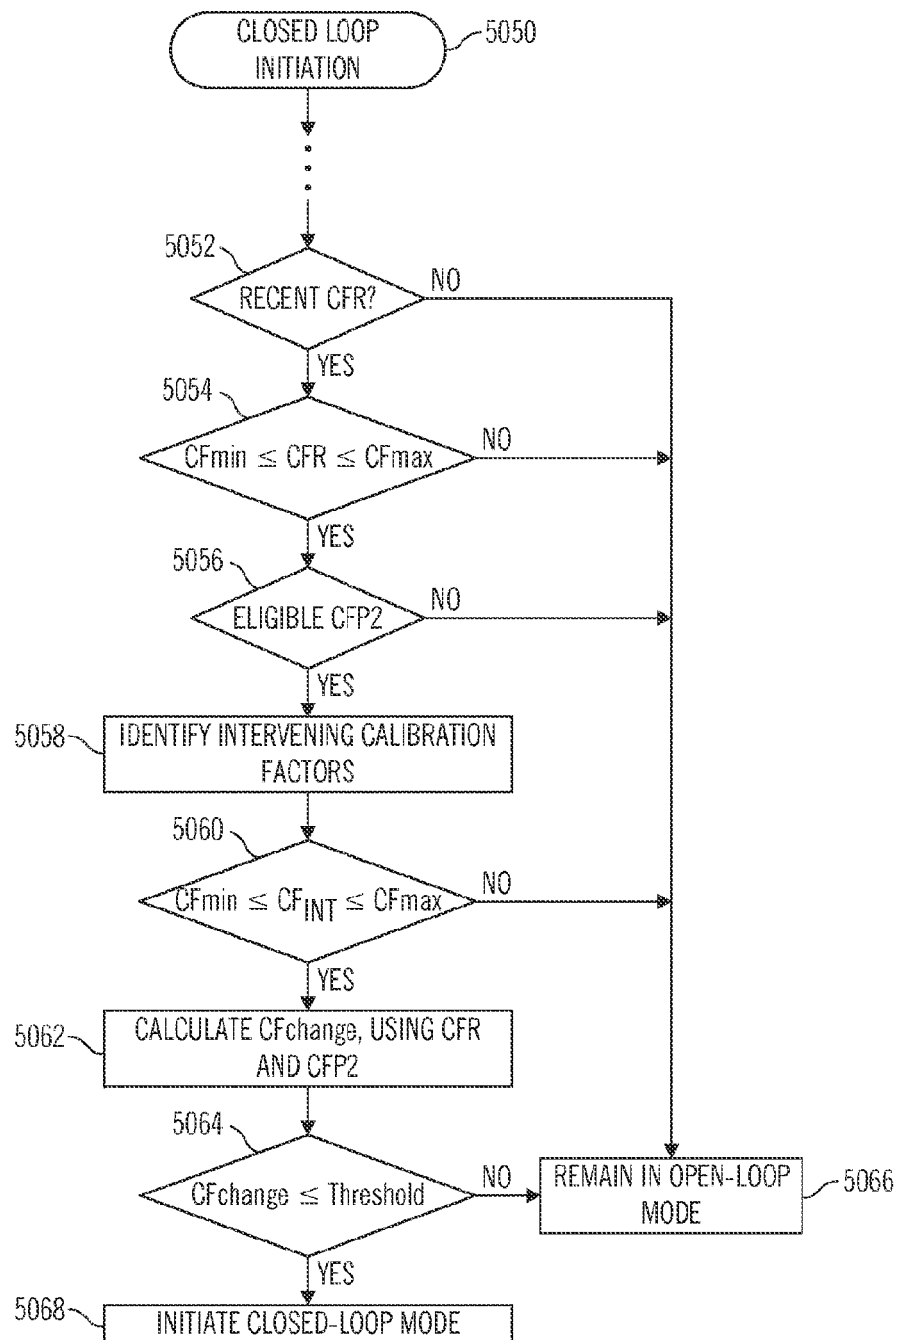 CLOSED LOOP
INITIATION
5050
5052
RECENT CFR?
NO
YES
5054
CFmin ≤ CFR ≤ CFmax
NO
YES
5056
ELIGIBLE CFP2
NO
YES
5058
IDENTIFY INTERVENING CALIBRATION
FACTORS
5060
CFmin ≤ CFINT ≤ CFmax
NO
YES
5062
CALCULATE CFchange, USING CFR
AND CFP2
5064
CFchange ≤ Threshold
NO
REMAIN IN OPEN-LOOP
MODE
5066
YES
5068
INITIATE CLOSED-LOOP MODE